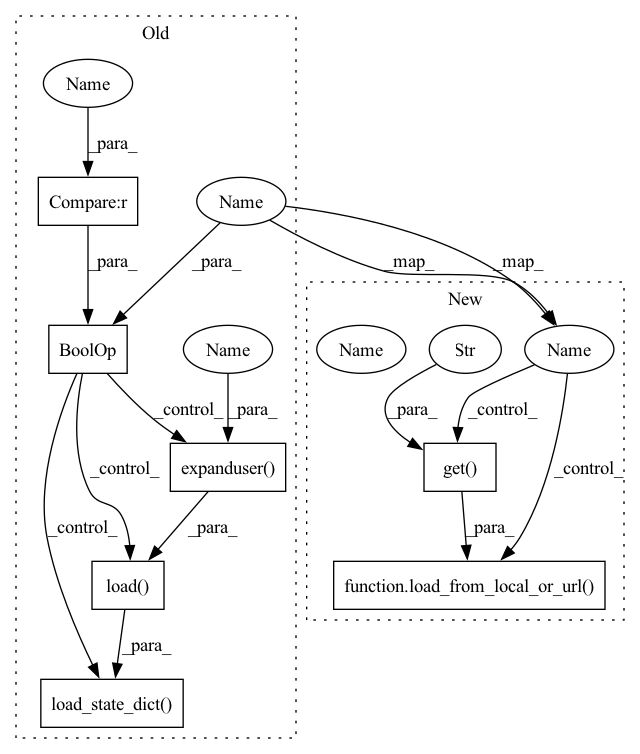 Old
Name
_para_
Compare:r
Name
_para_
_para_
_map_
_map_
New
BoolOp
Name
Name
Str
Name
_control_
_para_
_para_
_control_
expanduser()
get()
_control_
_control_
_control_
_para_
_para_
load()
function.load_from_local_or_url()
_para_
load_state_dict()